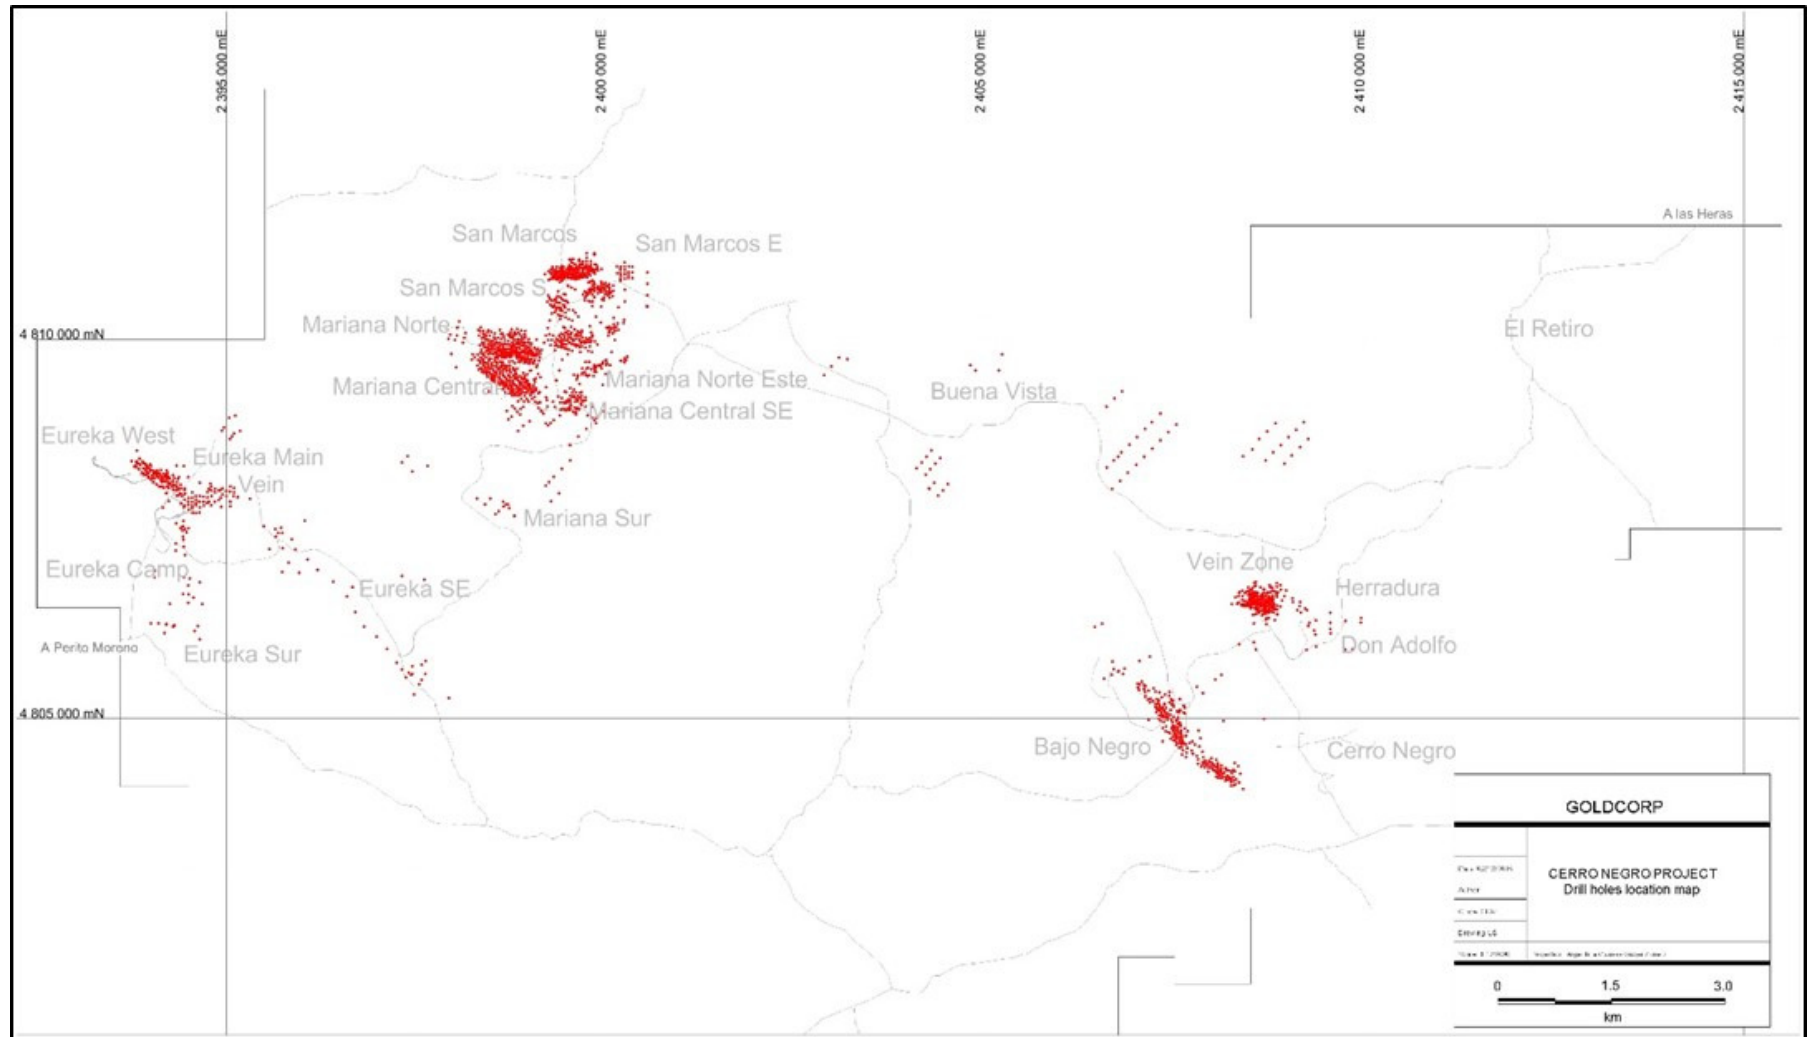 2 395 000 mE
2 400 000 mE
2 405 000 mE
2 410 000 mE
2 415 000 mE
A las Heras
San Marcos
San Marcos E
San Marcos S
Mariana Norte
4 810 000 mN
El Retiro
Mariana Central
Mariana Norte Este
Buena Vista
Mariana Central SE
Eureka West
Eureka Main
Vein
Mariana Sur
Vein Zone
Eureka Camp
Eureka SE
Herradura
A Perito Moreno
Eureka Sur
Don Adolfo
4 805 000 mN
Bajo Negro
Cerro Negro
GOLDCORP
CERRO NEGRO PROJECT
Drill holes location map
0 1.5 3.0
km